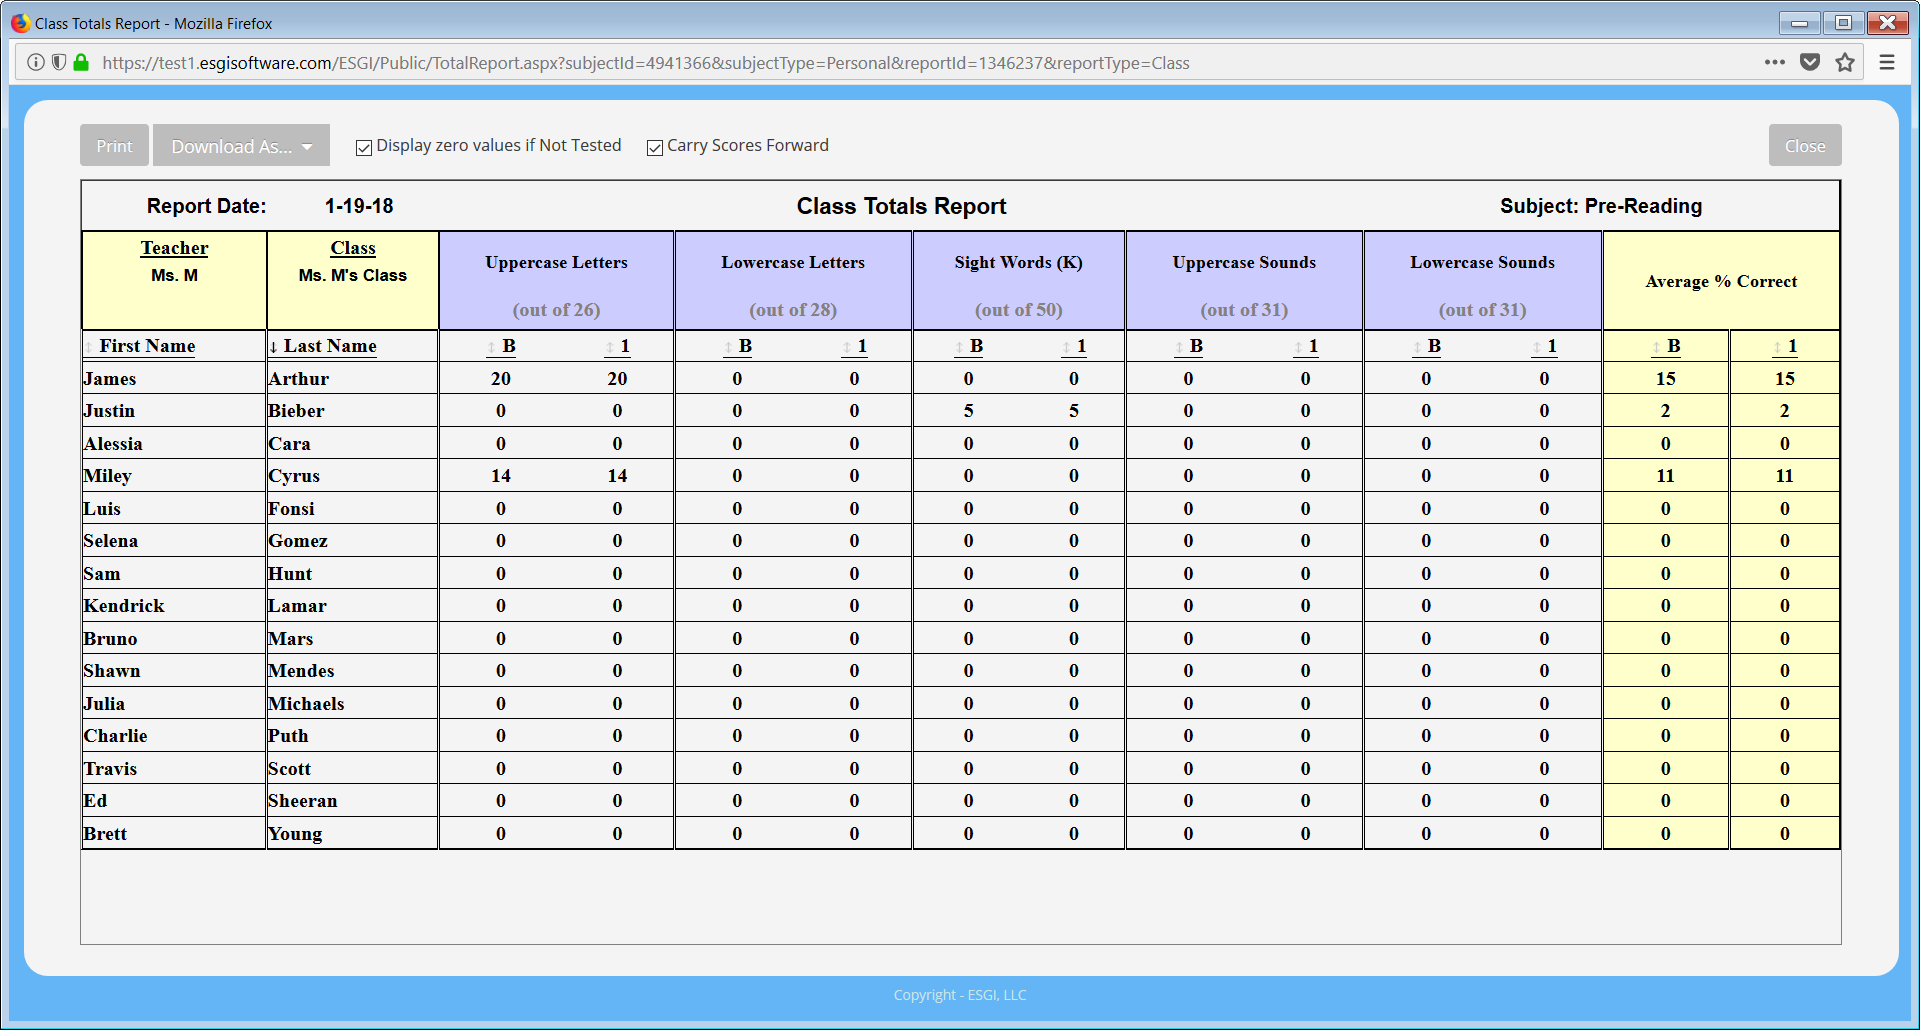 Class Totals Report - Mozilla Firefox
https://test1.esgisoftware.com/ESGI/Public/TotalReport.aspx?subjectId=4941366&subjectType=Personal&reportId=1346237&reportType=Class
Print Download As... Display zero values if Not Tested Carry Scores Forward Close
Report Date: 1-19-18 Class Totals Report Subject: Pre-Reading
Teacher Class
Ms. M Ms. M's Class
Uppercase Letters Lowercase Letters Sight Words (K) Uppercase Sounds Lowercase Sounds Average % Correct
(out of 26) (out of 28) (out of 50) (out of 31) (out of 31)
↕ First Name ↓ Last Name ↕ B ↕ 1 ↕ B ↕ 1 ↕ B ↕ 1 ↕ B ↕ 1 ↕ B ↕ 1 ↕ B ↕ 1
James Arthur 20 20 0 0 0 0 0 0 0 0 15 15
Justin Bieber 0 0 0 0 5 5 0 0 0 0 2 2
Alessia Cara 0 0 0 0 0 0 0 0 0 0 0 0
Miley Cyrus 14 14 0 0 0 0 0 0 0 0 11 11
Luis Fonsi 0 0 0 0 0 0 0 0 0 0 0 0
Selena Gomez 0 0 0 0 0 0 0 0 0 0 0 0
Sam Hunt 0 0 0 0 0 0 0 0 0 0 0 0
Kendrick Lamar 0 0 0 0 0 0 0 0 0 0 0 0
Bruno Mars 0 0 0 0 0 0 0 0 0 0 0 0
Shawn Mendes 0 0 0 0 0 0 0 0 0 0 0 0
Julia Michaels 0 0 0 0 0 0 0 0 0 0 0 0
Charlie Puth 0 0 0 0 0 0 0 0 0 0 0 0
Travis Scott 0 0 0 0 0 0 0 0 0 0 0 0
Ed Sheeran 0 0 0 0 0 0 0 0 0 0 0 0
Brett Young 0 0 0 0 0 0 0 0 0 0 0 0
Copyright - ESGI, LLC